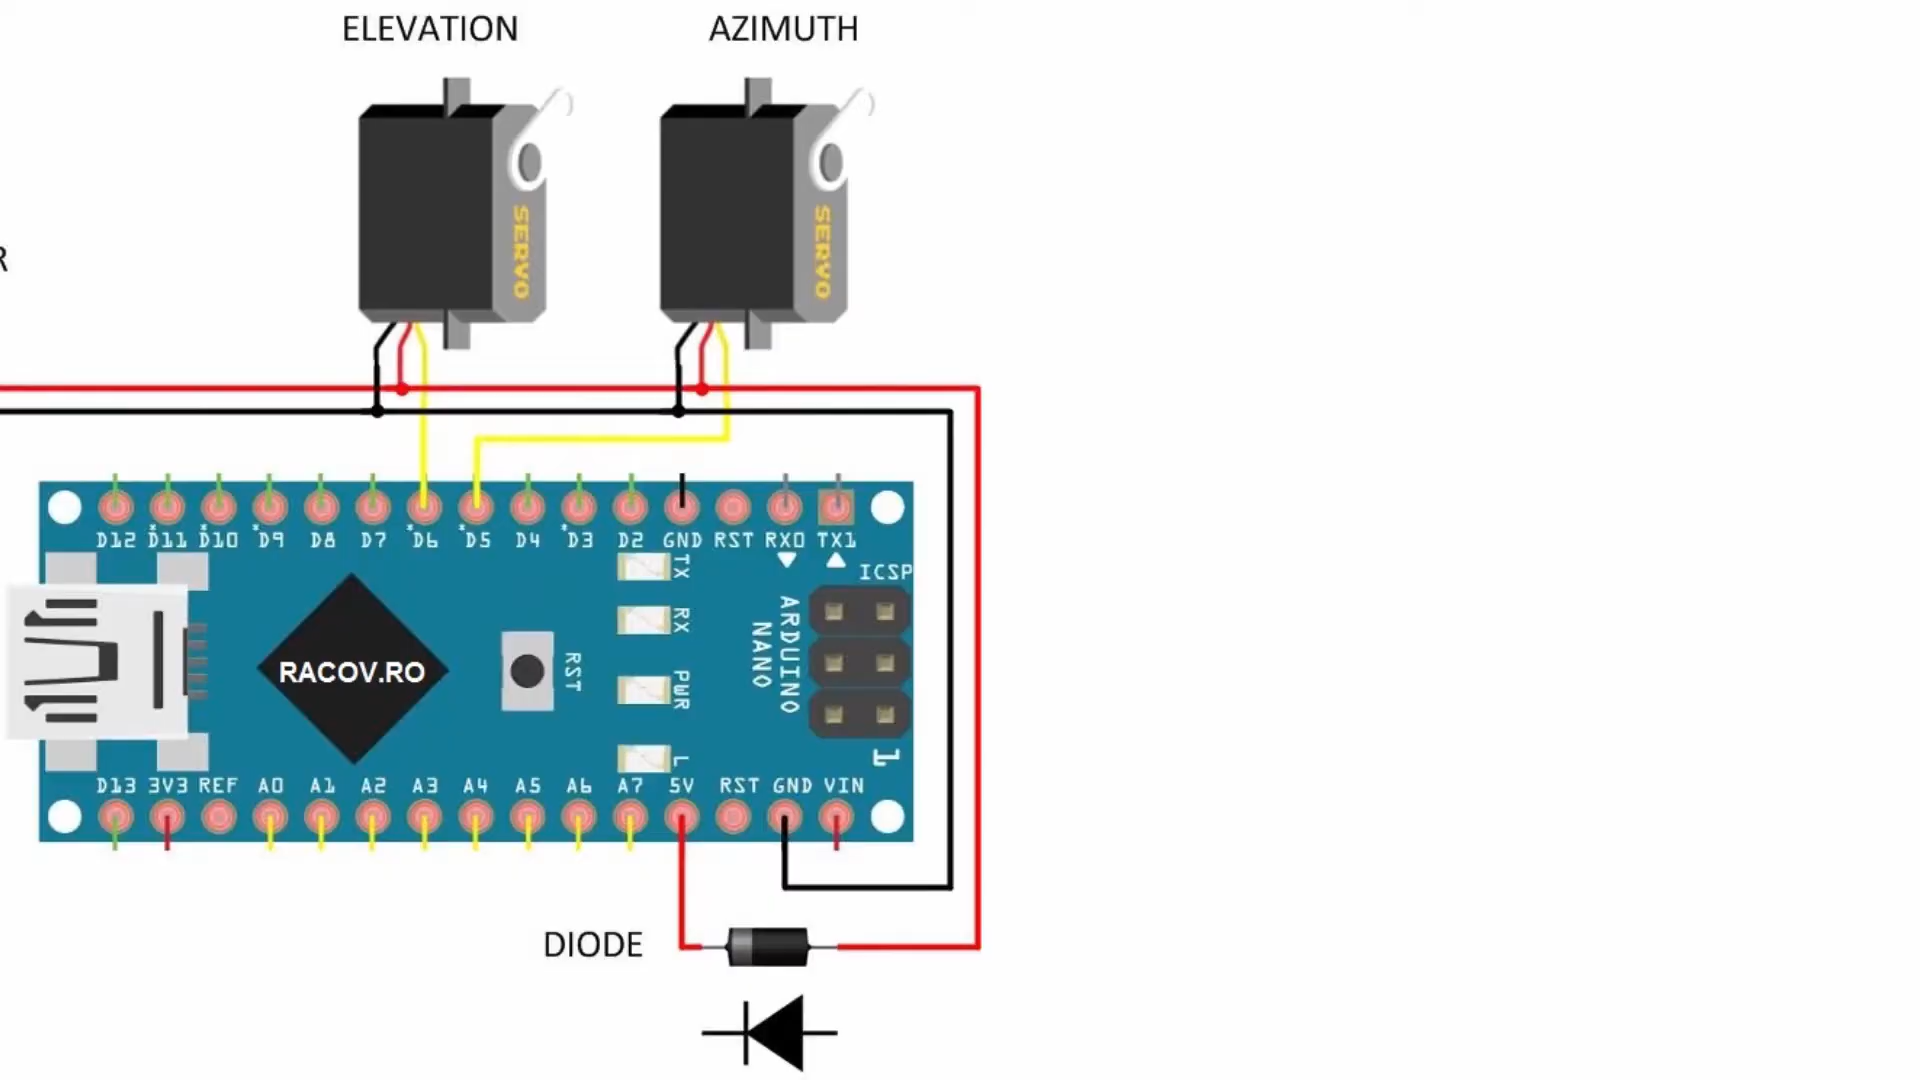 ELEVATION
AZIMUTH
SERVO
SERVO
R
D12 *D11 *D10 *D9 D8 D7 *D6 *D5 D4 *D3 D2 GND RST RX0 TX1
TX
ICSP
RX
ARDUINO
NANO
RACOV.RO
RST
PWR
L
1
D13 3V3 REF A0 A1 A2 A3 A4 A5 A6 A7 5V RST GND VIN
DIODE